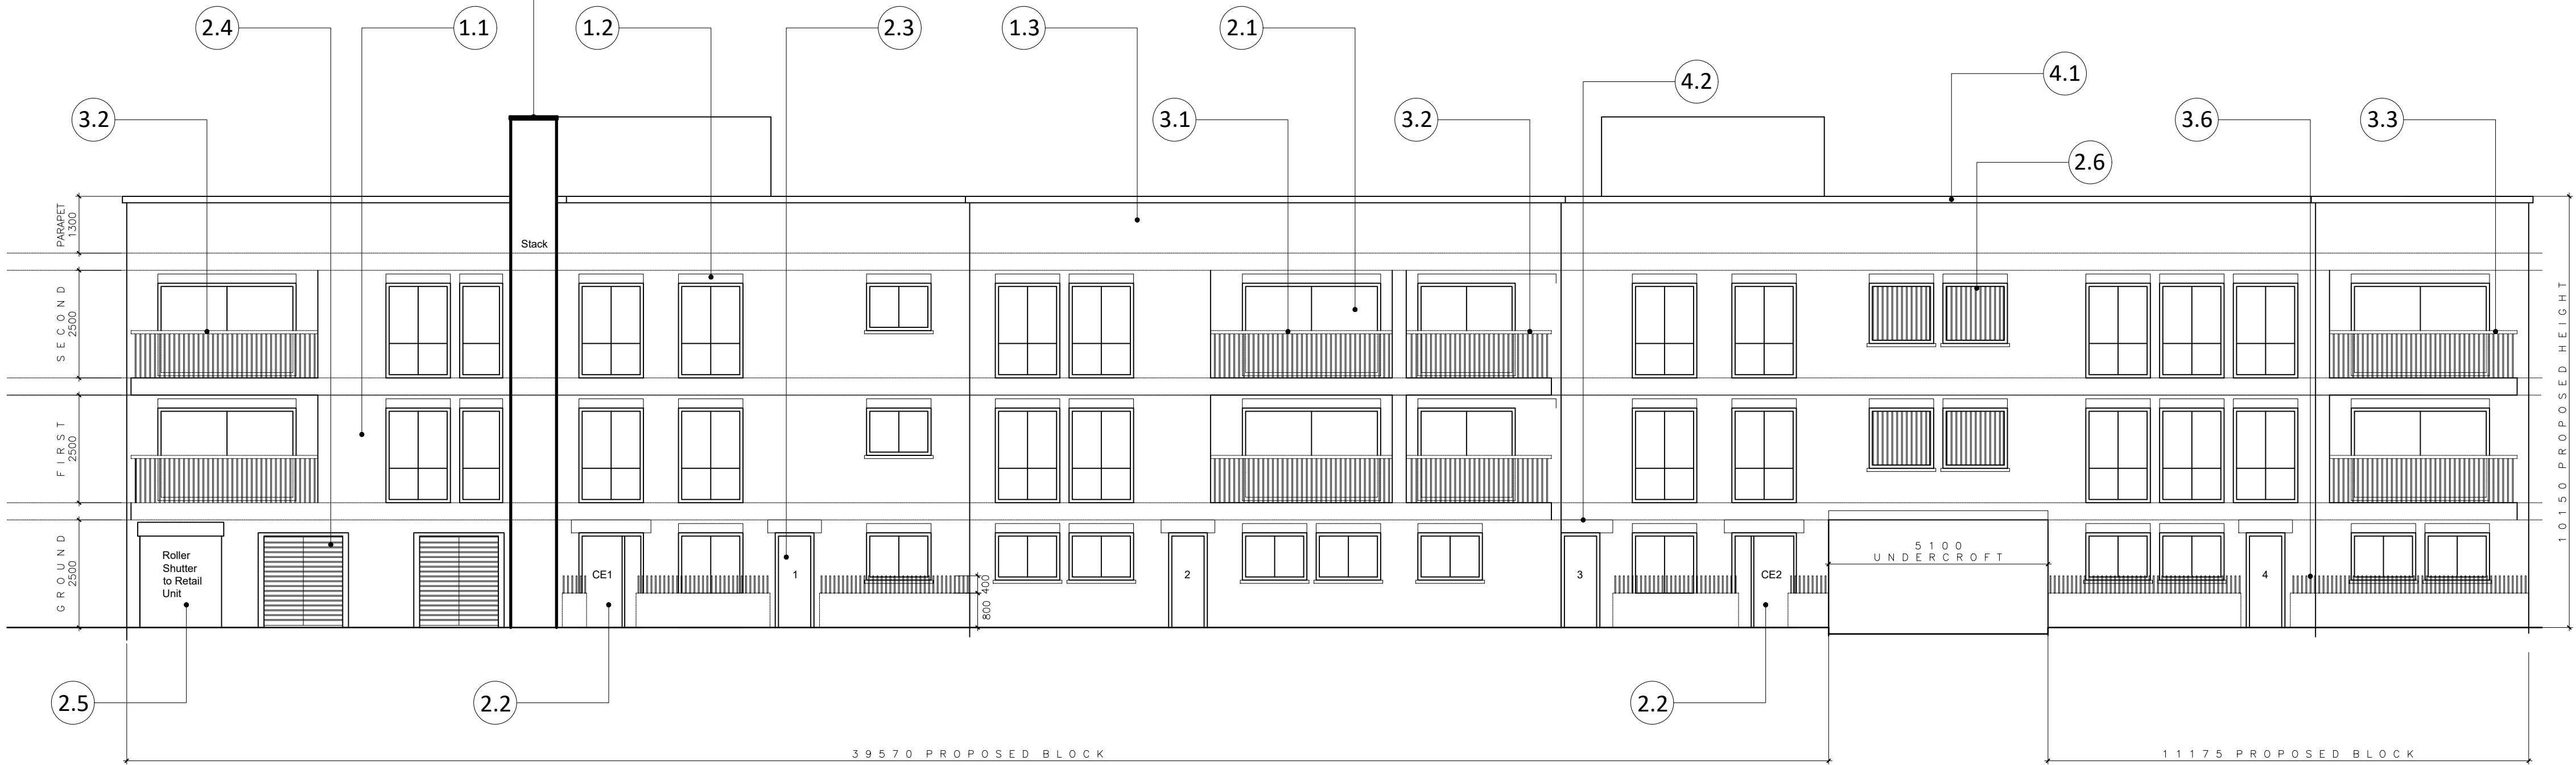 2.4
1.1
1.2
2.3
1.3
2.1
4.2
4.1
3.2
3.1
3.2
3.6
3.3
2.6
PARAPET
1300
Stack
SECOND
2500
FIRST
2500
GROUND
2500
10150 PROPOSED HEIGHT
Roller
Shutter
to Retail
Unit
CE1
1
800
400
2
3
CE2
5100
UNDERCROFT
4
2.5
2.2
2.2
39570 PROPOSED BLOCK
11175 PROPOSED BLOCK